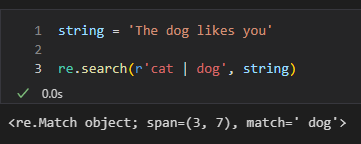 1 string = 'The dog likes you'
2
3 re.search(r'cat | dog', string)
0.0s
<re.Match object; span=(3, 7), match=' dog'>